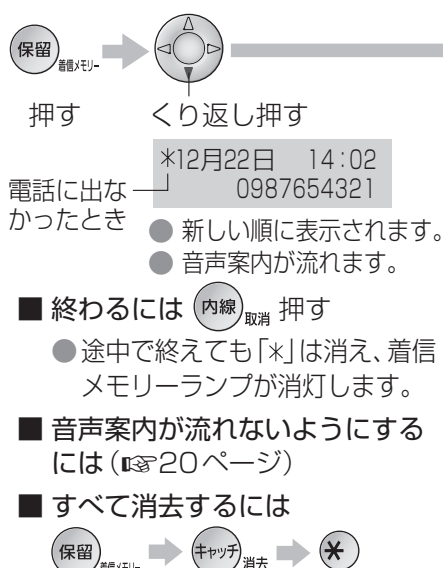 保留 着信メモリー
押す くり返し押す
*12月22日 14:02
0987654321
電話に出な
かったとき
● 新しい順に表示されます。
● 音声案内が流れます。
■ 終わるには 内線 取消 押す
●途中で終えても「*」は消え、着信
メモリーランプが消灯します。
■ 音声案内が流れないようにする
には(☞20ページ)
■ すべて消去するには
保留 着信メモリー キャッチ 消去 *